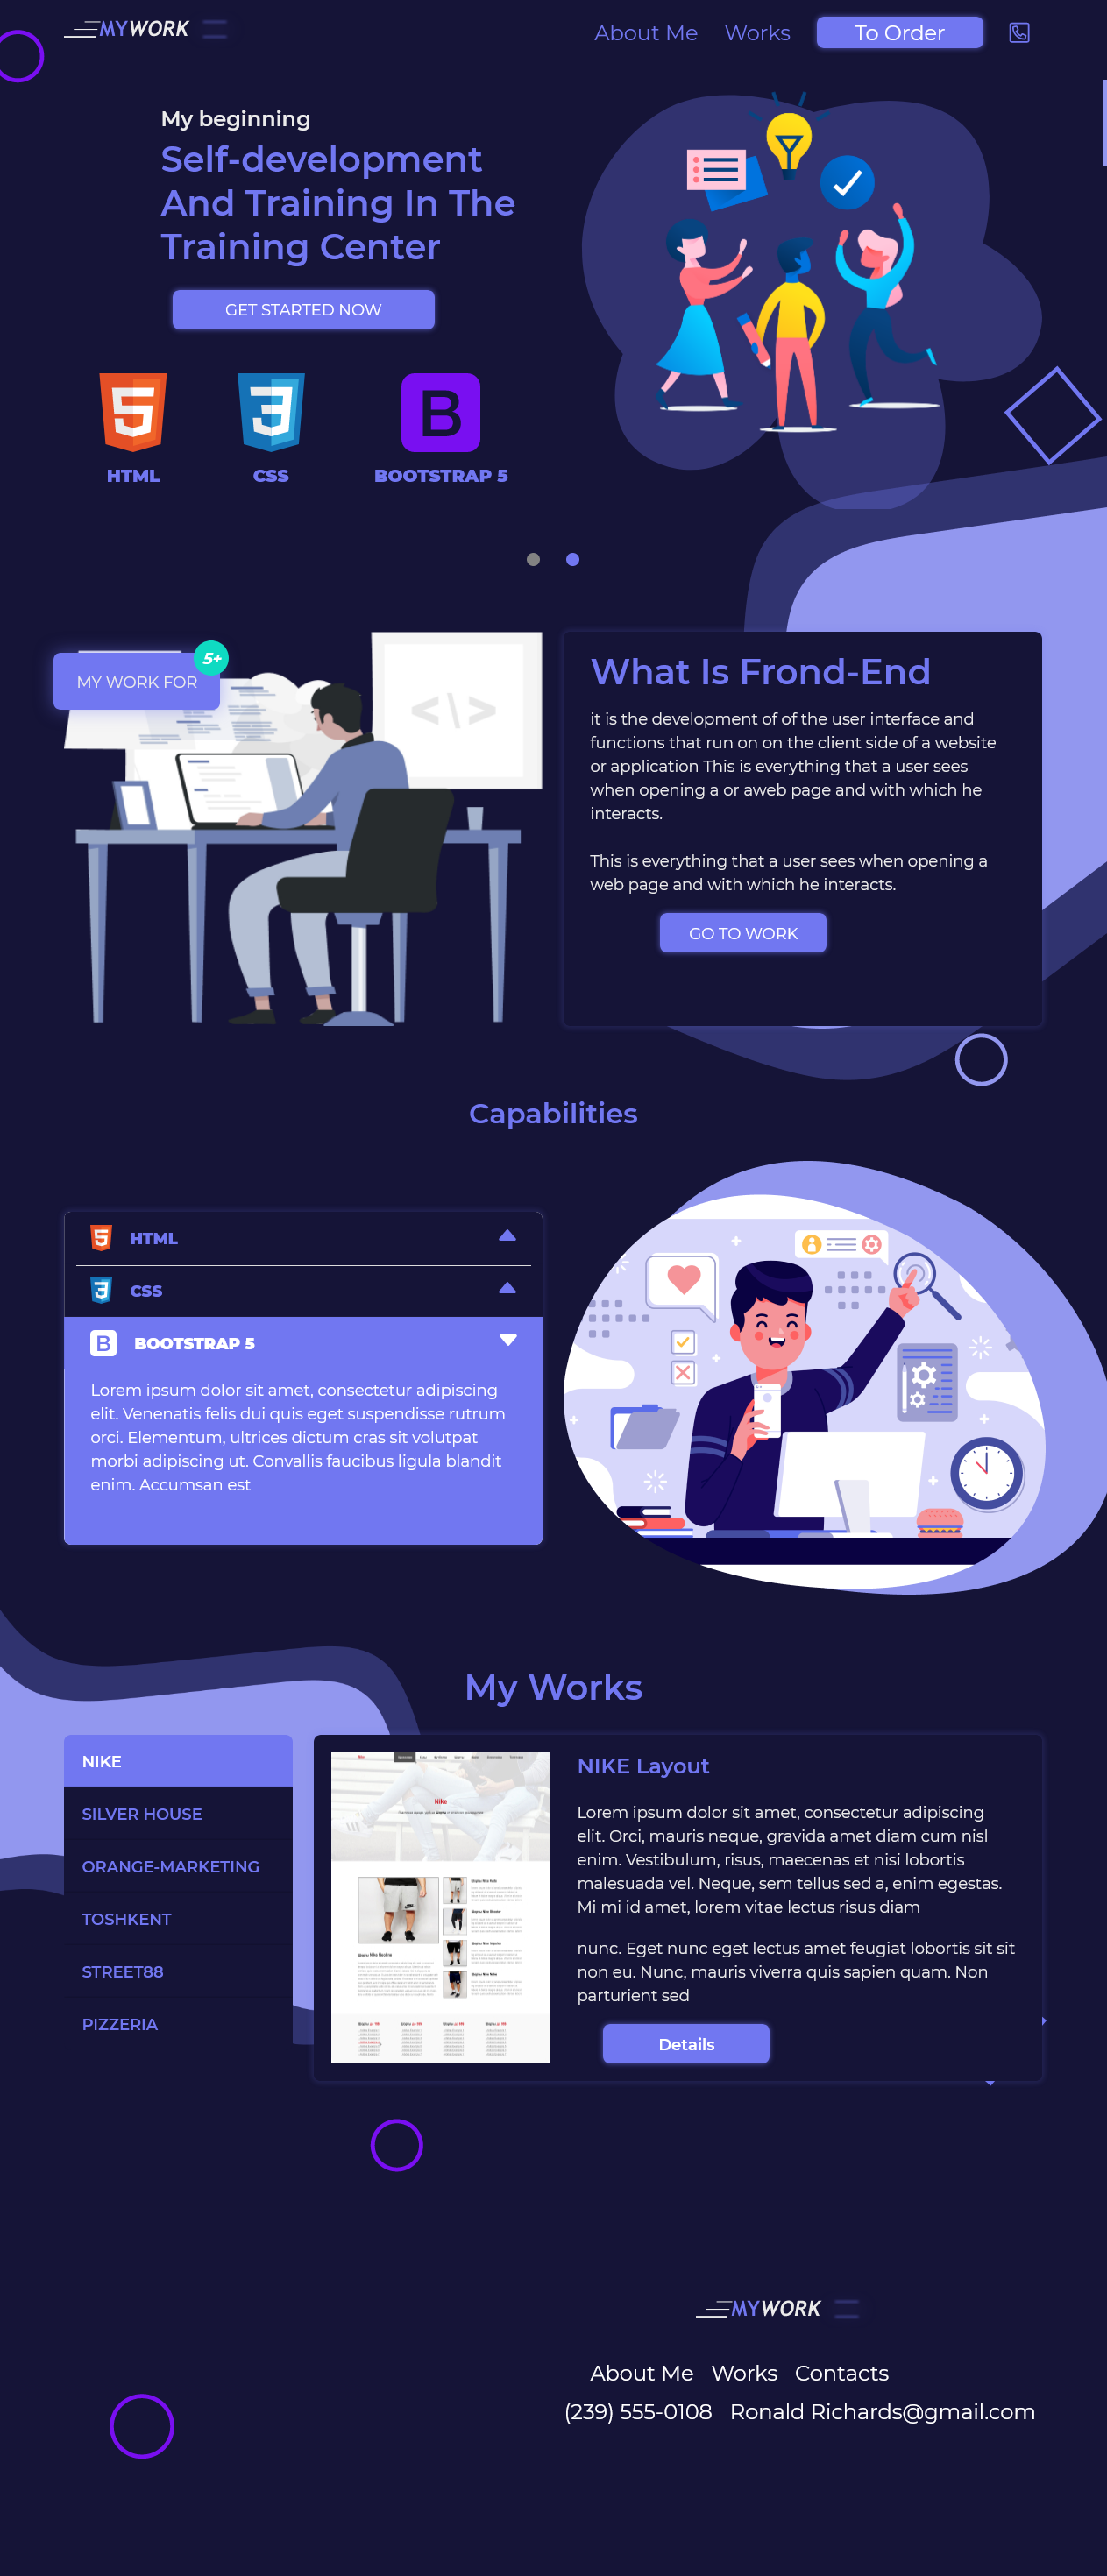 MYWORK
About Me
Works
To Order
My beginning
Self-development
And Training In The
Training Center
GET STARTED NOW
HTML
CSS
BOOTSTRAP 5
MY WORK FOR
5+
<\>
What Is Frond-End
it is the development of of the user interface and
functions that run on on the client side of a website
or application This is everything that a user sees
when opening a or aweb page and with which he
interacts.
This is everything that a user sees when opening a
web page and with which he interacts.
GO TO WORK
Capabilities
HTML
CSS
B BOOTSTRAP 5
Lorem ipsum dolor sit amet, consectetur adipiscing
elit. Venenatis felis dui quis eget suspendisse rutrum
orci. Elementum, ultrices dictum cras sit volutpat
morbi adipiscing ut. Convallis faucibus ligula blandit
enim. Accumsan est
My Works
NIKE
SILVER HOUSE
ORANGE-MARKETING
TOSHKENT
STREET88
PIZZERIA
Nike
NIKE Layout
Lorem ipsum dolor sit amet, consectetur adipiscing
elit. Orci, mauris neque, gravida amet diam cum nisl
enim. Vestibulum, risus, maecenas et nisi lobortis
malesuada vel. Neque, sem tellus sed a, enim egestas.
Mi mi id amet, lorem vitae lectus risus diam
nunc. Eget nunc eget lectus amet feugiat lobortis sit sit
non eu. Nunc, mauris viverra quis sapien quam. Non
parturient sed
Details
MYWORK
About Me Works Contacts
(239) 555-0108 Ronald Richards@gmail.com